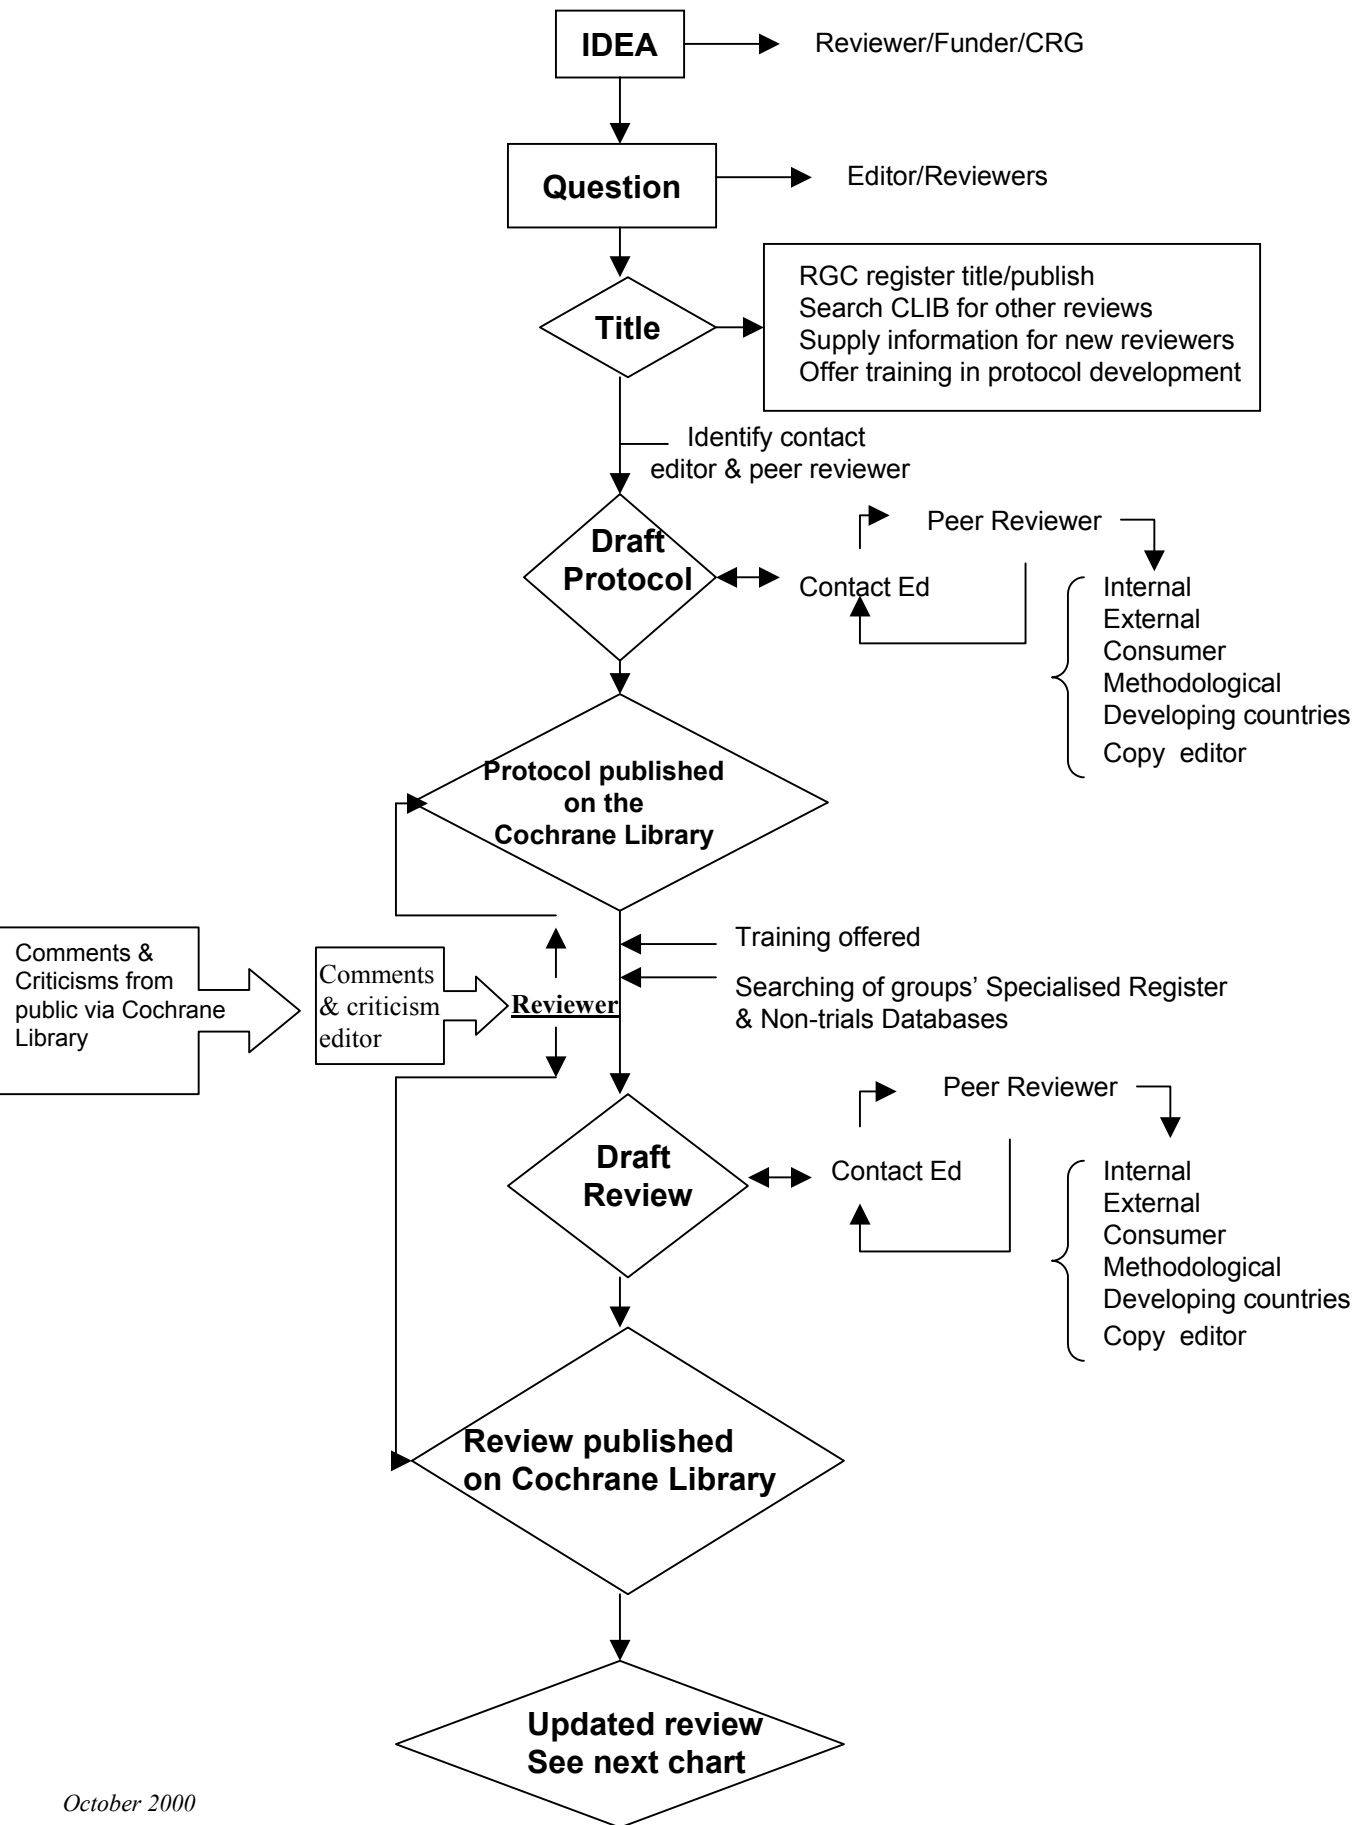 IDEA
Reviewer/Funder/CRG
Question
Editor/Reviewers
Title
RGC register title/publish
Search CLIB for other reviews
Supply information for new reviewers
Offer training in protocol development
Identify contact
editor & peer reviewer
Draft
Protocol
Contact Ed
Peer Reviewer
Internal
External
Consumer
Methodological
Developing countries
Copy editor
Protocol published
on the
Cochrane Library
Comments &
Criticisms from
public via Cochrane
Library
Comments
& criticism
editor
Reviewer
Training offered
Searching of groups’ Specialised Register
& Non-trials Databases
Draft
Review
Contact Ed
Peer Reviewer
Internal
External
Consumer
Methodological
Developing countries
Copy editor
Review published
on Cochrane Library
Updated review
See next chart
October 2000